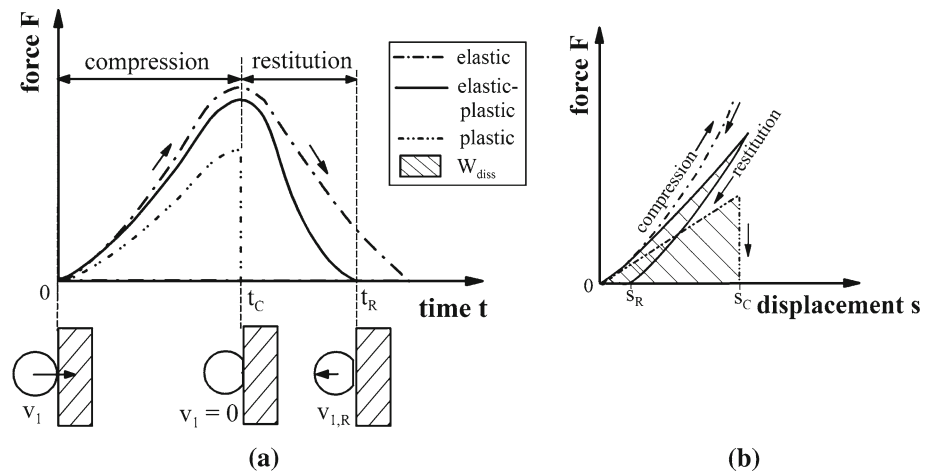 force F
compression
restitution
elastic
elastic-
plastic
plastic
W_diss
0
t_C
t_R
time t
v_1
v_1 = 0
v_1,R
(a)
force F
compression
restitution
0
s_R
s_C
displacement s
(b)